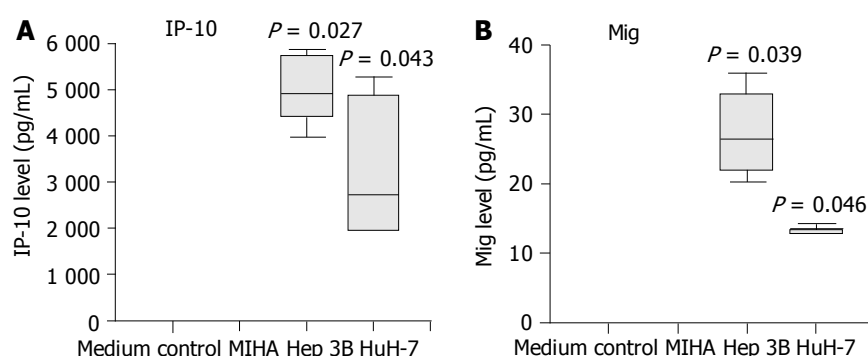 A
IP-10
P = 0.027
P = 0.043
IP-10 level (pg/mL)
6 000
5 000
4 000
3 000
2 000
1 000
0
Medium control MIHA Hep 3B HuH-7
B
Mig
P = 0.039
P = 0.046
Mig level (pg/mL)
40
30
20
10
0
Medium control MIHA Hep 3B HuH-7